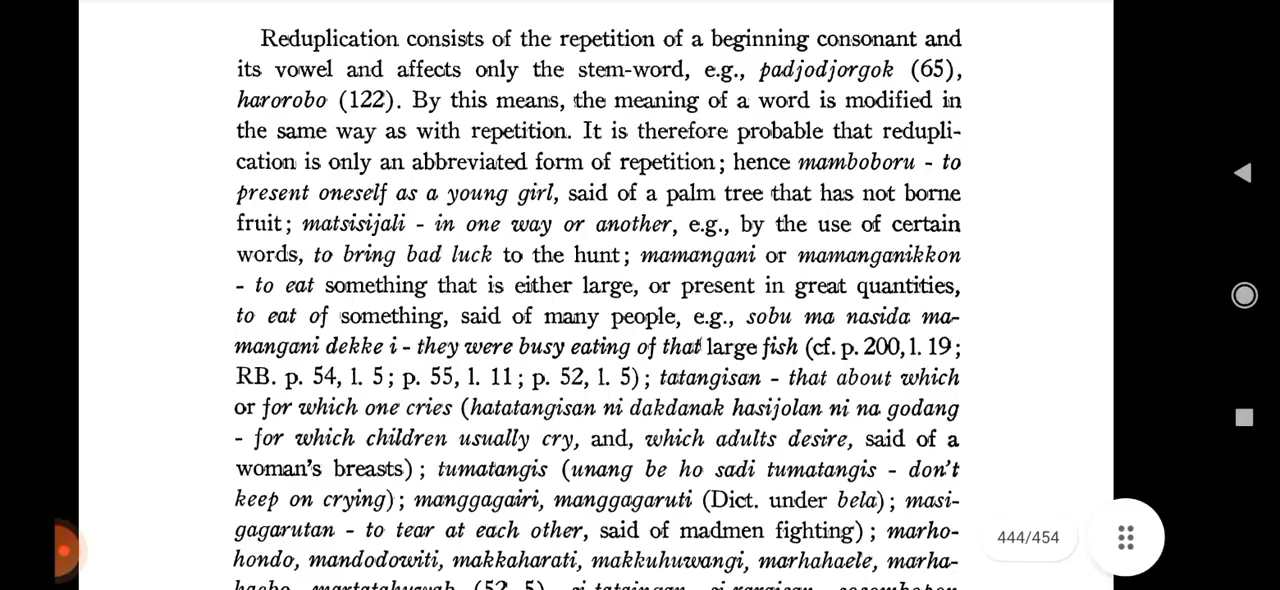 Reduplication consists of the repetition of a beginning consonant and
its vowel and affects only the stem-word, e.g., padjodjorgok (65),
harorobo (122). By this means, the meaning of a word is modified in
the same way as with repetition. It is therefore probable that redupli-
cation is only an abbreviated form of repetition; hence mamboboru - to
present oneself as a young girl, said of a palm tree that has not borne
fruit; matsisijali - in one way or another, e.g., by the use of certain
words, to bring bad luck to the hunt; mamangani or mamanganikkon
- to eat something that is either large, or present in great quantities,
to eat of something, said of many people, e.g., sobu ma nasida ma-
mangani dekke i - they were busy eating of that large fish (cf. p. 200, l. 19;
RB. p. 54, l. 5; p. 55, l. 11; p. 52, l. 5); tatangisan - that about which
or for which one cries (hatatangisan ni dakdanak hasijolan ni na godang
- for which children usually cry, and, which adults desire, said of a
woman's breasts); tumatangis (unang be ho sadi tumatangis - don't
keep on crying); manggagairi, manggagaruti (Dict. under bela); masi-
gagarutan - to tear at each other, said of madmen fighting); marho-
hondo, mandodowiti, makkaharati, makkuhuwangi, marhahaele, marha-
444/454